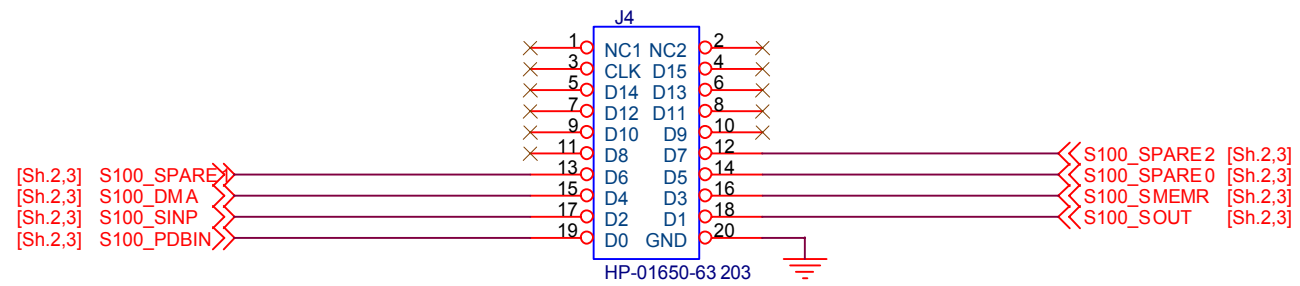 J4
1 NC1 NC2 2
3 CLK D15 4
5 D14 D13 6
7 D12 D11 8
9 D10 D9 10
11 D8 D7 12 S100_SPARE2 [Sh.2,3]
[Sh.2,3] S100_SPARE1 13 D6 D5 14 S100_SPARE0 [Sh.2,3]
[Sh.2,3] S100_DMA 15 D4 D3 16 S100_SMEMR [Sh.2,3]
[Sh.2,3] S100_SINP 17 D2 D1 18 S100_SOUT [Sh.2,3]
[Sh.2,3] S100_PDBIN 19 D0 GND 20
HP-01650-63203